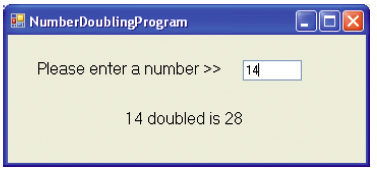 NumberDoublingProgram
Please enter a number >> 14
14 doubled is 28